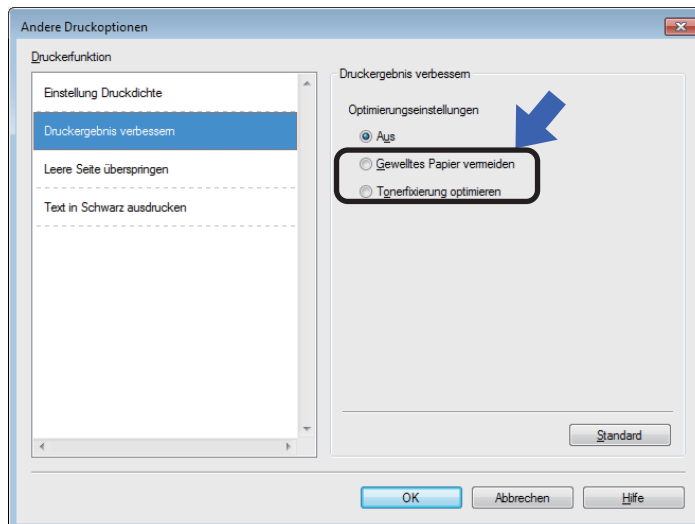 Andere Druckoptionen
Druckerfunktion
Einstellung Druckdichte
Druckergebnis verbessern
Leere Seite überspringen
Text in Schwarz ausdrucken
Druckergebnis verbessern
Optimierungseinstellungen
Aus
Gewelltes Papier vermeiden
Tonerfixierung optimieren
Standard
OK
Abbrechen
Hilfe